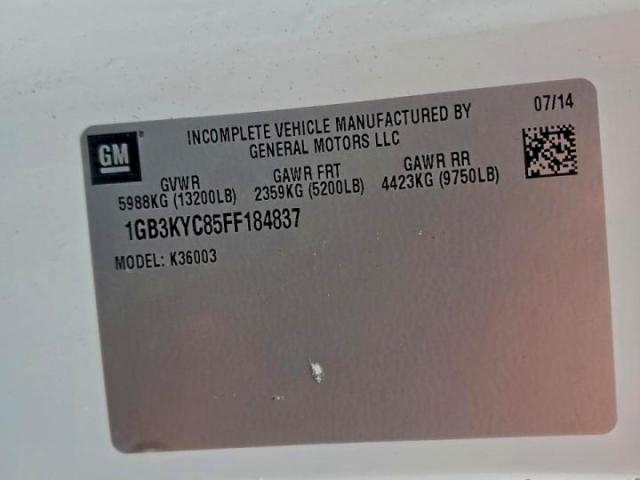 07/14
GM
INCOMPLETE VEHICLE MANUFACTURED BY
GENERAL MOTORS LLC
GVWR GAWR FRT GAWR RR
5988KG (13200LB) 2359KG (5200LB) 4423KG (9750LB)
1GB3KYC85FF184837
MODEL: K36003